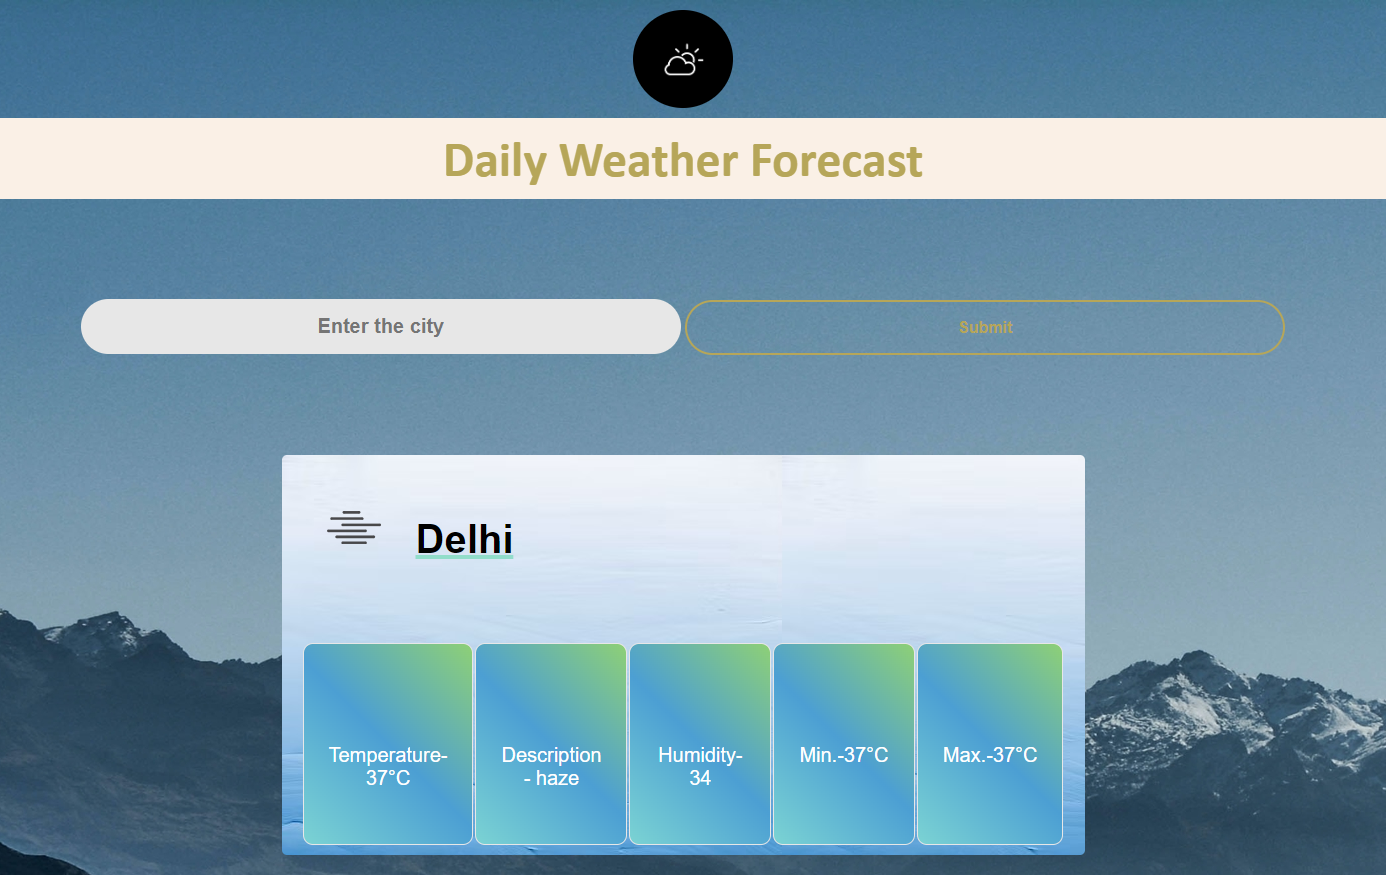 Daily Weather Forecast
Enter the city
Submit
Delhi
Temperature-
37°C
Description
- haze
Humidity-
34
Min.-37°C
Max.-37°C